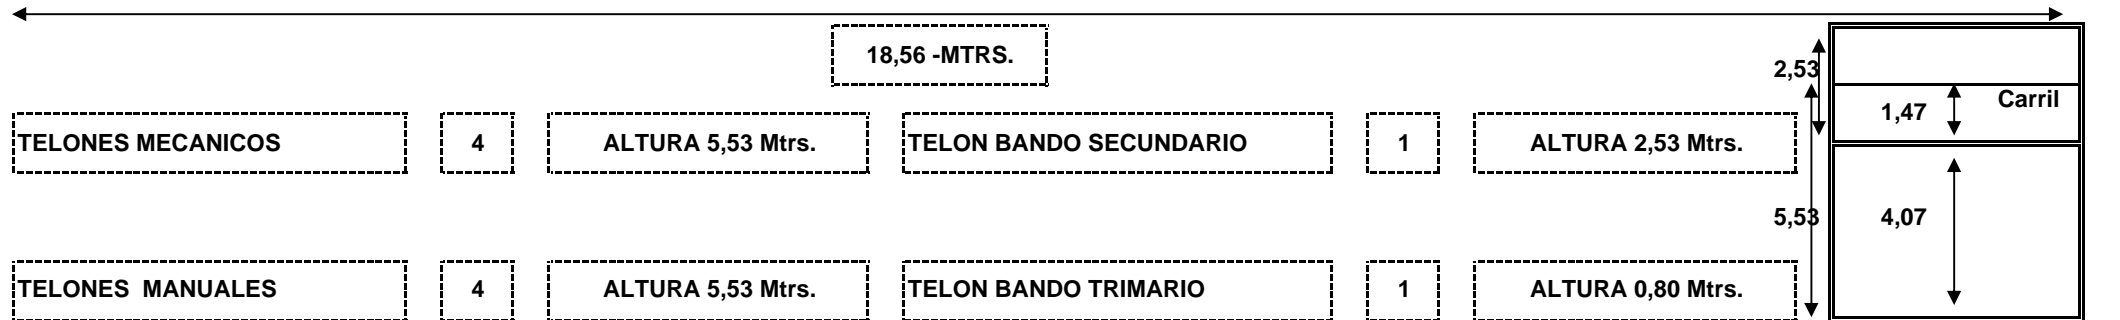 18,56 -MTRS.
2,53
1,47 Carril
TELONES MECANICOS 4 ALTURA 5,53 Mtrs. TELON BANDO SECUNDARIO 1 ALTURA 2,53 Mtrs.
5,53 4,07
TELONES MANUALES 4 ALTURA 5,53 Mtrs. TELON BANDO TRIMARIO 1 ALTURA 0,80 Mtrs.